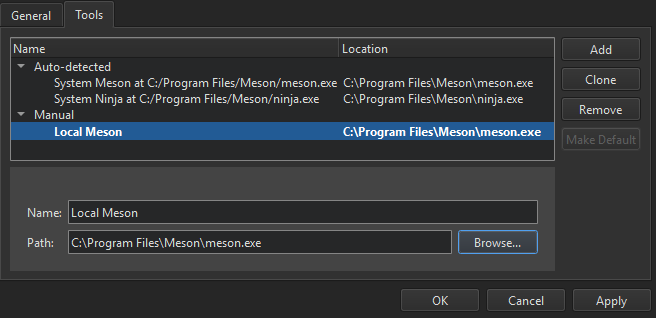 General Tools
Name Location Add
Auto-detected
System Meson at C:/Program Files/Meson/meson.exe C:\Program Files\Meson\meson.exe Clone
System Ninja at C:/Program Files/Meson/ninja.exe C:\Program Files\Meson\ninja.exe
Manual Remove
Local Meson C:\Program Files\Meson\meson.exe Make Default
Name: Local Meson
Path: C:\Program Files\Meson\meson.exe Browse...
OK Cancel Apply